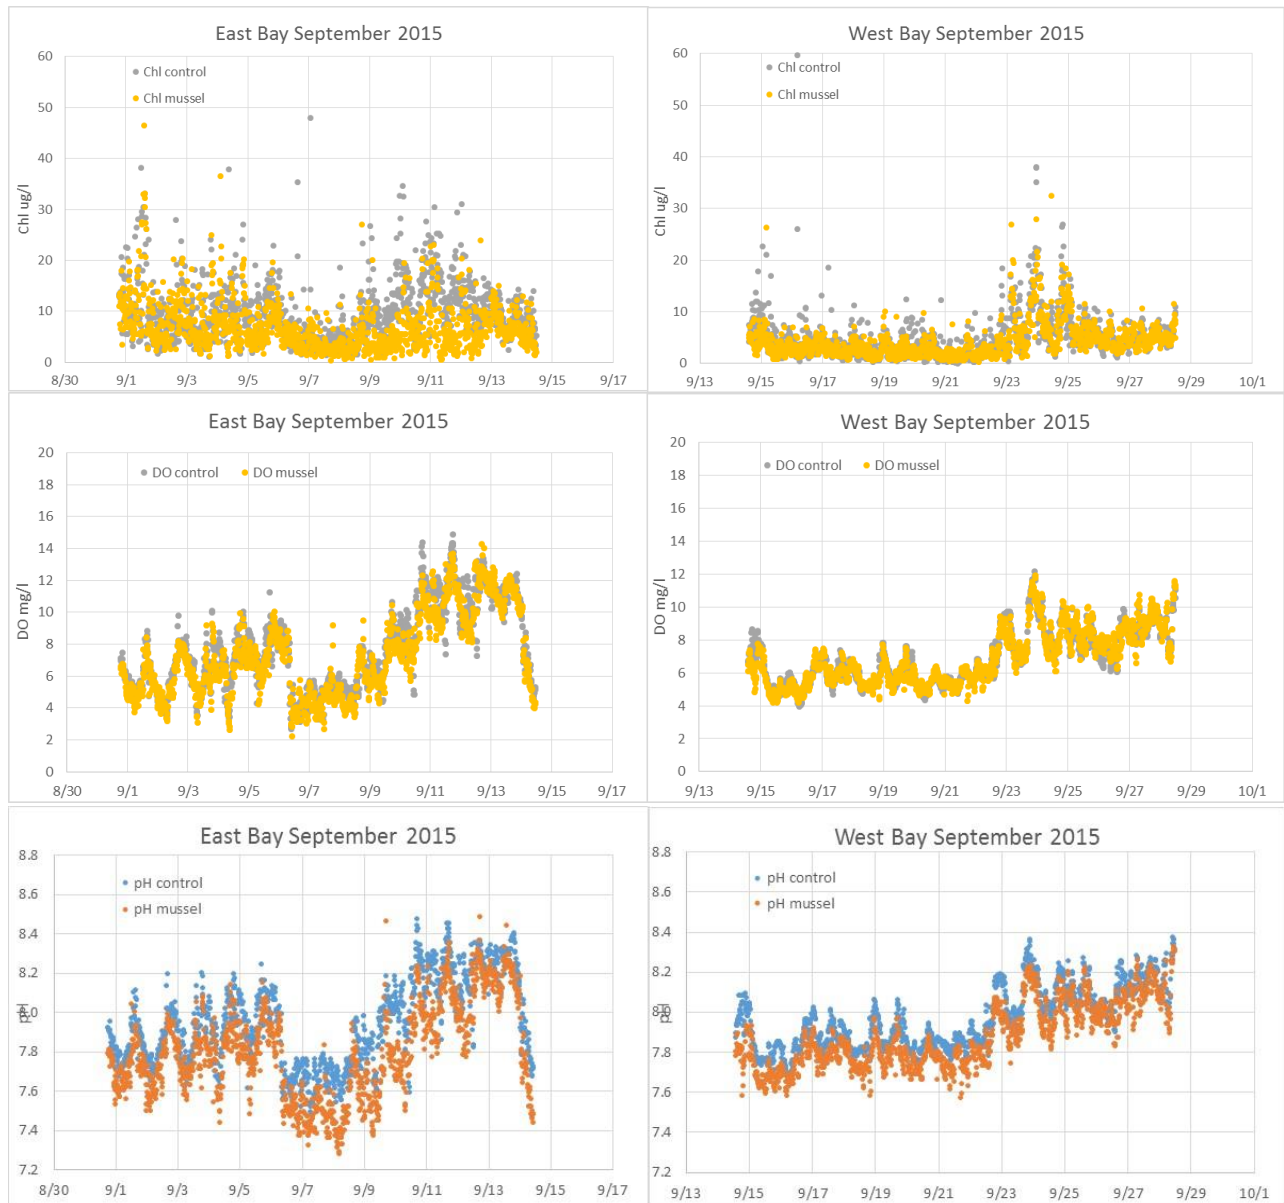 East Bay September 2015
60
50
40
30
20
10
0
Chl ug/l
Chl control
Chl mussel
8/30 9/1 9/3 9/5 9/7 9/9 9/11 9/13 9/15 9/17
West Bay September 2015
60
50
40
30
20
10
0
Chl ug/l
Chl control
Chl mussel
9/13 9/15 9/17 9/19 9/21 9/23 9/25 9/27 9/29 10/1
East Bay September 2015
20
18
16
14
12
10
8
6
4
2
0
DO mg/l
DO control DO mussel
8/30 9/1 9/3 9/5 9/7 9/9 9/11 9/13 9/15 9/17
West Bay September 2015
20
18
16
14
12
10
8
6
4
2
0
DO mg/l
DO control DO mussel
9/13 9/15 9/17 9/19 9/21 9/23 9/25 9/27 9/29 10/1
East Bay September 2015
8.8
8.6
8.4
8.2
8.0
7.8
7.6
7.4
7.2
pH
pH control
pH mussel
8/30 9/1 9/3 9/5 9/7 9/9 9/11 9/13 9/15 9/17
West Bay September 2015
8.8
8.6
8.4
8.2
8.0
7.8
7.6
7.4
7.2
pH
pH control
pH mussel
9/13 9/15 9/17 9/19 9/21 9/23 9/25 9/27 9/29 10/1